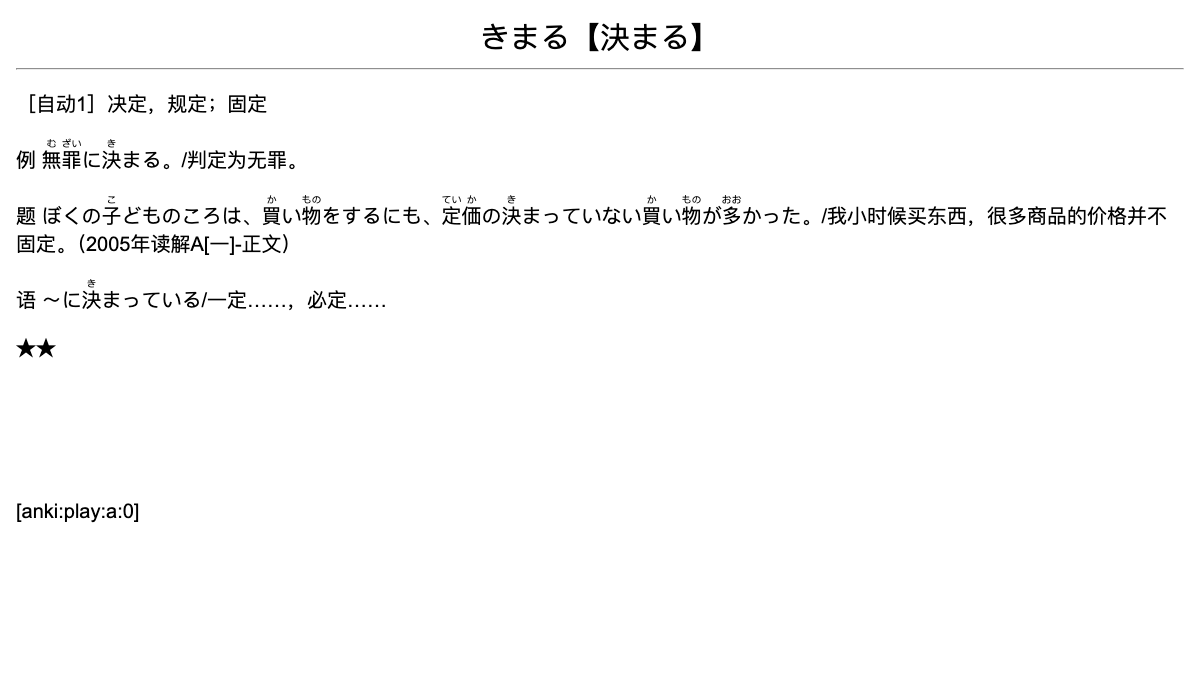 きまる【決まる】
［自动1］决定，规定；固定
む ざい き
例 無罪に決まる。/判定为无罪。
こ か もの てい か き か もの おお
题 ぼくの子どものころは、買い物をするにも、定価の決まっていない買い物が多かった。/我小时候买东西，很多商品的价格并不
固定。（2005年读解A[一]-正文）
き
语 ～に決まっている/一定……，必定……
★★
[anki:play:a:0]